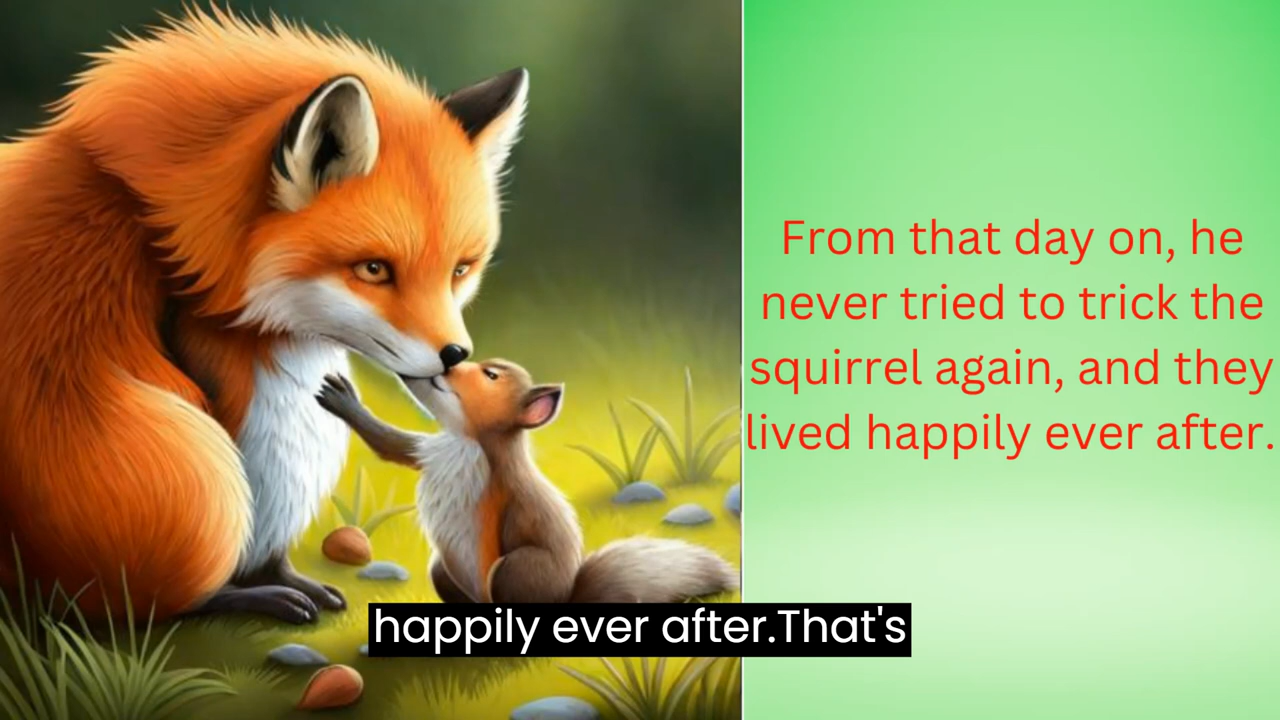 From that day on, he
never tried to trick the
squirrel again, and they
lived happily ever after.
happily ever after.That's